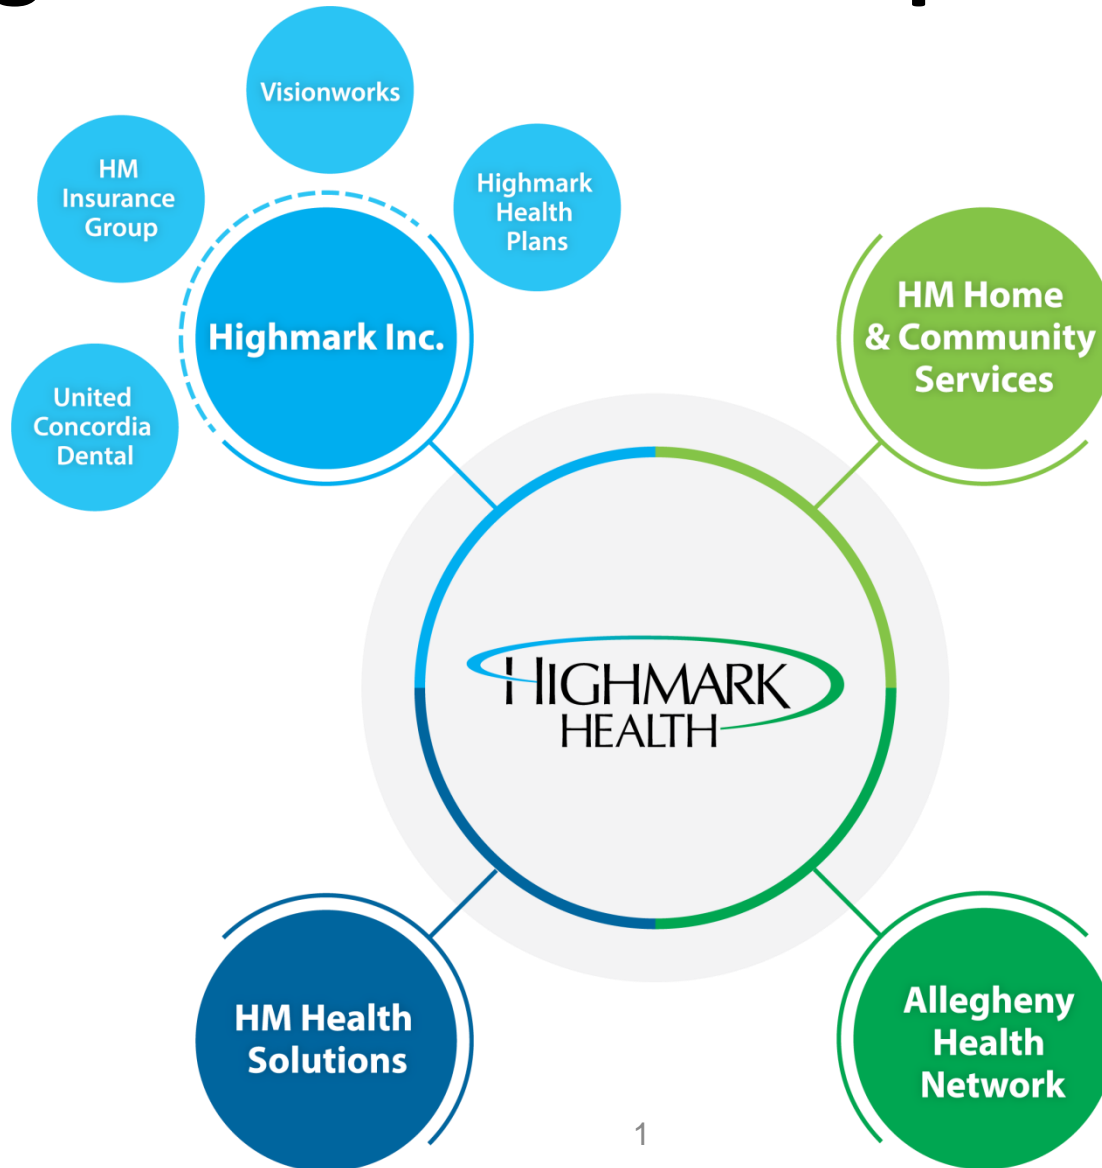 Visionworks
HM
Insurance
Group
Highmark
Health
Plans
Highmark Inc.
United
Concordia
Dental
HM Home
& Community
Services
HIGHMARK
HEALTH
HM Health
Solutions
Allegheny
Health
Network
1